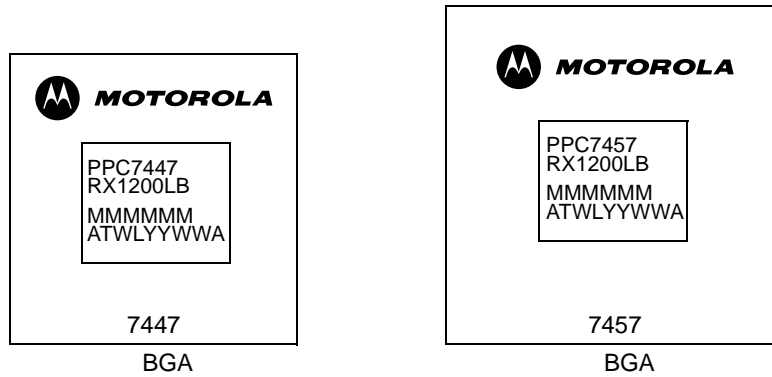 MOTOROLA
PPC7447
RX1200LB
MMMMMM
ATWLYYWWA
7447
BGA
MOTOROLA
PPC7457
RX1200LB
MMMMMM
ATWLYYWWA
7457
BGA